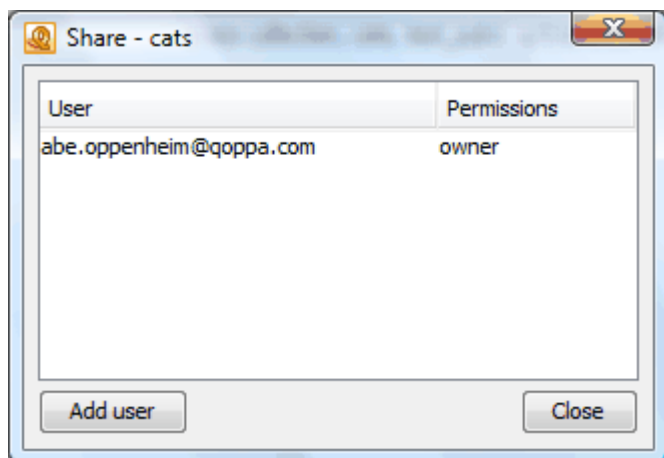 Share - cats
User Permissions
abe.oppenheim@qoppa.com owner
Add user Close